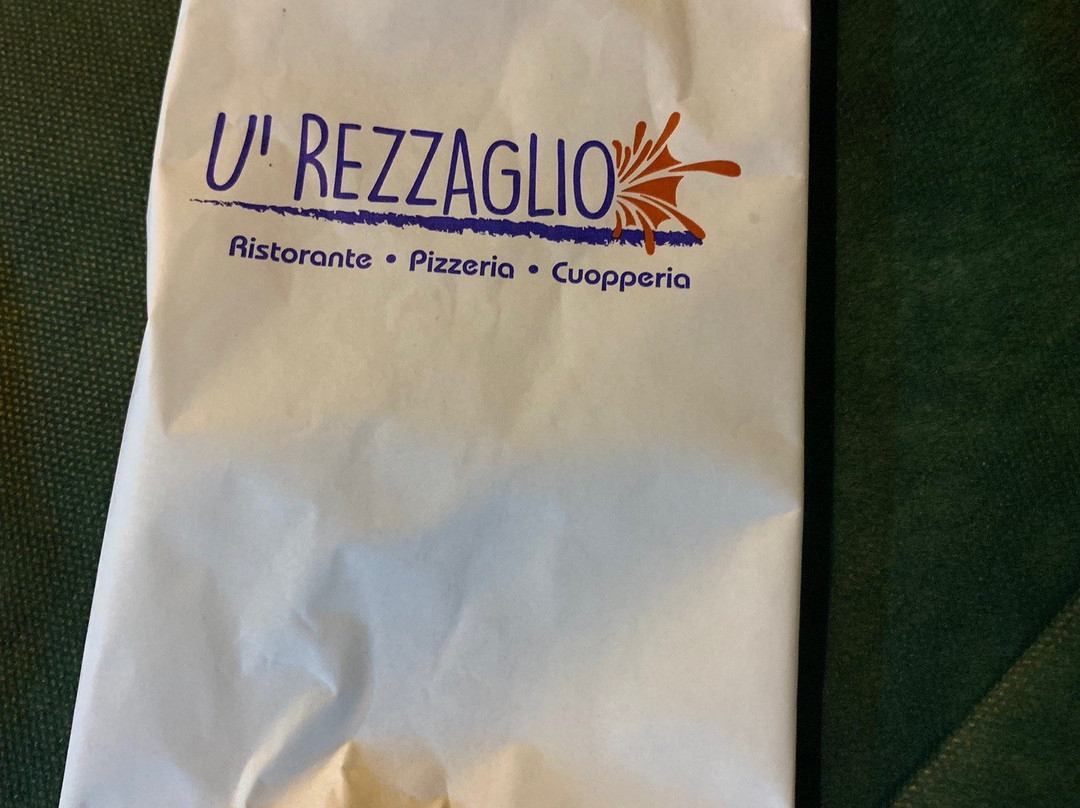 U' REZZAGLIO
Ristorante • Pizzeria • Cuopperia